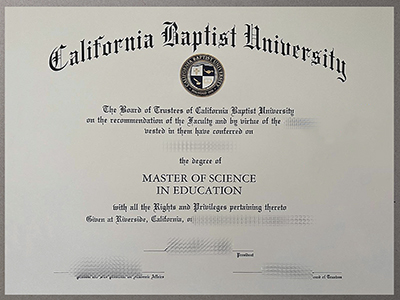 California Baptist University
The Board of Trustees of California Baptist University
on the recommendation of the Faculty and by virtue of the
vested in them have conferred on
the degree of
MASTER OF SCIENCE
IN EDUCATION
with all the Rights and Privileges pertaining thereto
Given at Riverside, California,
President
of Trustees